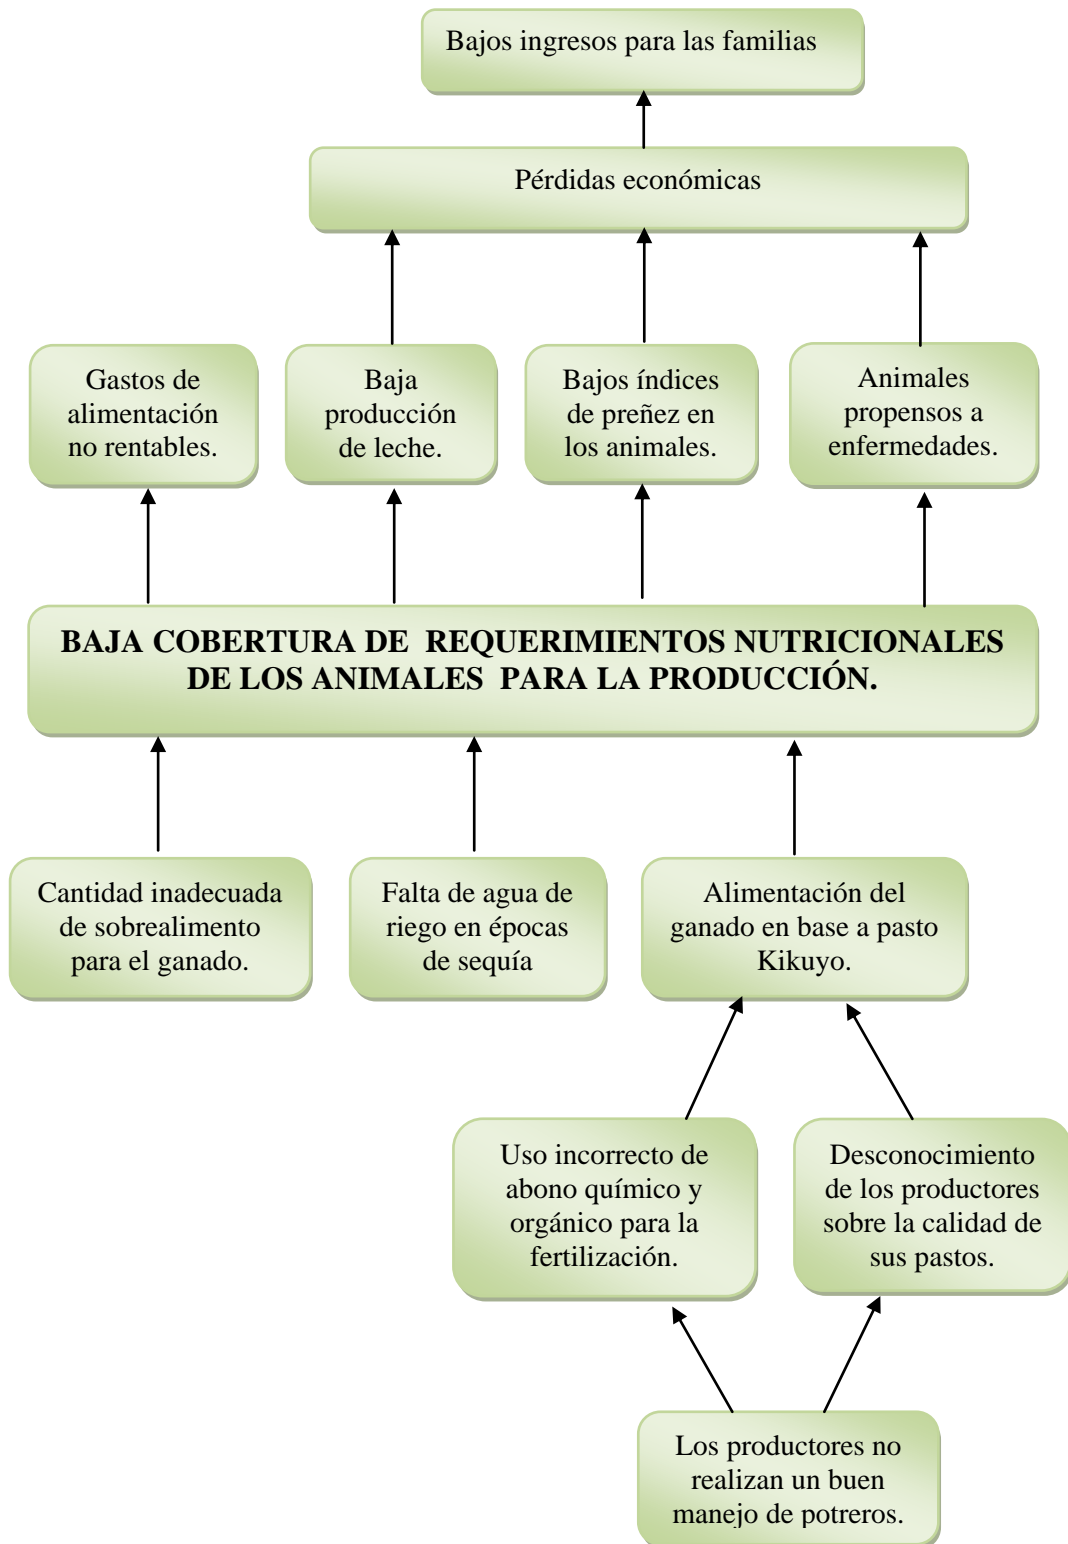 Bajos ingresos para las familias
Pérdidas económicas
Gastos de
alimentación
no rentables.
Baja
producción
de leche.
Bajos índices
de preñez en
los animales.
Animales
propensos a
enfermedades.
BAJA COBERTURA DE REQUERIMIENTOS NUTRICIONALES
DE LOS ANIMALES PARA LA PRODUCCIÓN.
Cantidad inadecuada
de sobrealimento
para el ganado.
Falta de agua de
riego en épocas
de sequía
Alimentación del
ganado en base a pasto
Kikuyo.
Uso incorrecto de
abono químico y
orgánico para la
fertilización.
Desconocimiento
de los productores
sobre la calidad de
sus pastos.
Los productores no
realizan un buen
manejo de potreros.